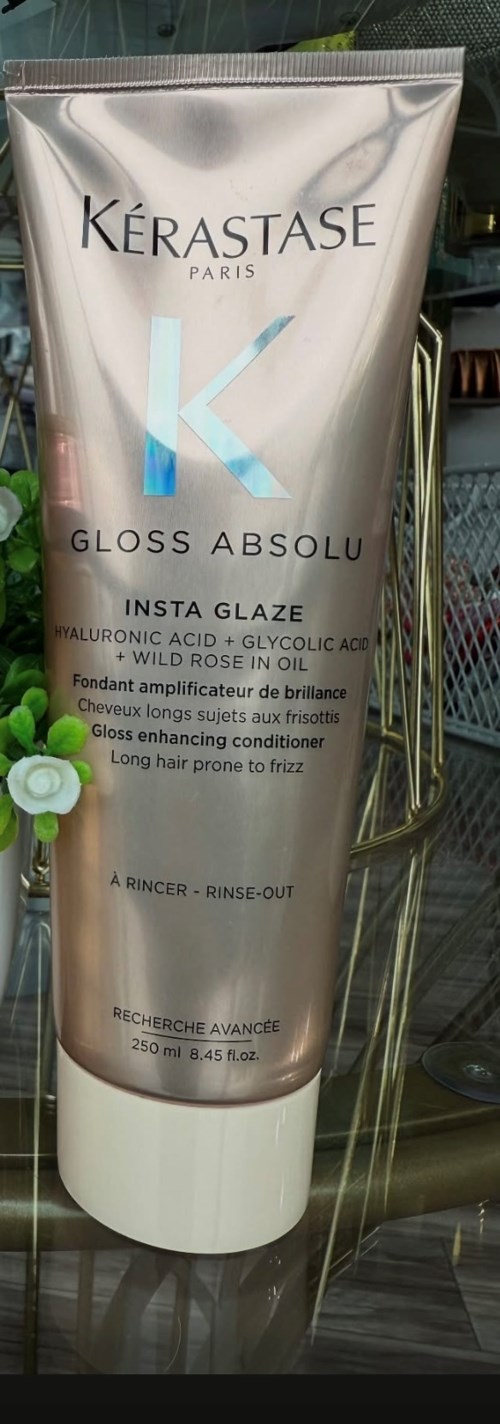 KÉRASTASE
PARIS
K
GLOSS ABSOLU
INSTA GLAZE
HYALURONIC ACID + GLYCOLIC ACID
+ WILD ROSE IN OIL
Fondant amplificateur de brillance
Cheveux longs sujets aux frisottis
Gloss enhancing conditioner
Long hair prone to frizz
À RINCER - RINSE-OUT
RECHERCHE AVANCÉE
250 ml 8.45 fl.oz.